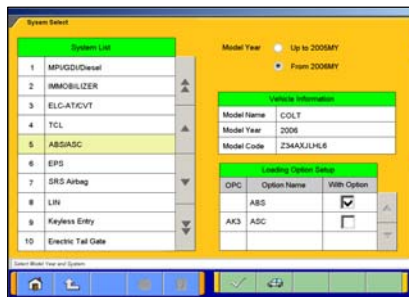 System Select
System List
1 MPI/GDI/Diesel
2 IMMOBILIZER
3 ELC-AT/CVT
4 TCL
5 ABS/ASC
6 EPS
7 SRS Airbag
8 LIN
9 Keyless Entry
10 Erectric Tail Gate
Model Year
Up to 2005MY
From 2006MY
Vehicle Information
Model Name COLT
Model Year 2006
Model Code Z34AXJLHL6
Loading Option Setup
OPC Option Name With Option
ABS
AK3 ASC
Select Model Year and System